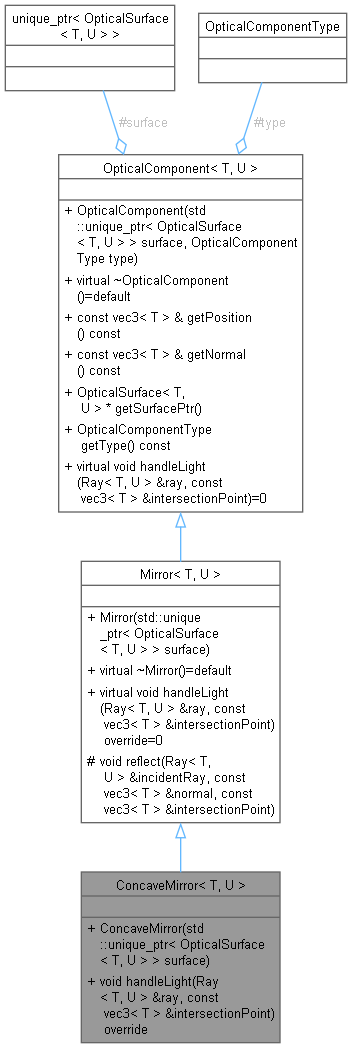 unique_ptr< OpticalSurface
< T, U > >
OpticalComponentType
#surface
#type
OpticalComponent< T, U >
+ OpticalComponent(std
::unique_ptr< OpticalSurface
< T, U > > surface, OpticalComponent
Type type)
+ virtual ~OpticalComponent
()=default
+ const vec3< T > & getPosition
() const
+ const vec3< T > & getNormal
() const
+ OpticalSurface< T,
U > * getSurfacePtr()
+ OpticalComponentType
getType() const
+ virtual void handleLight
(Ray< T, U > &ray, const
vec3< T > &intersectionPoint)=0
Mirror< T, U >
+ Mirror(std::unique
_ptr< OpticalSurface
< T, U > > surface)
+ virtual ~Mirror()=default
+ virtual void handleLight
(Ray< T, U > &ray, const
vec3< T > &intersectionPoint)
override=0
# void reflect(Ray< T,
U > &incidentRay, const
vec3< T > &normal, const
vec3< T > &intersectionPoint)
ConcaveMirror< T, U >
+ ConcaveMirror(std
::unique_ptr< OpticalSurface
< T, U > > surface)
+ void handleLight(Ray
< T, U > &ray, const
vec3< T > &intersectionPoint)
override